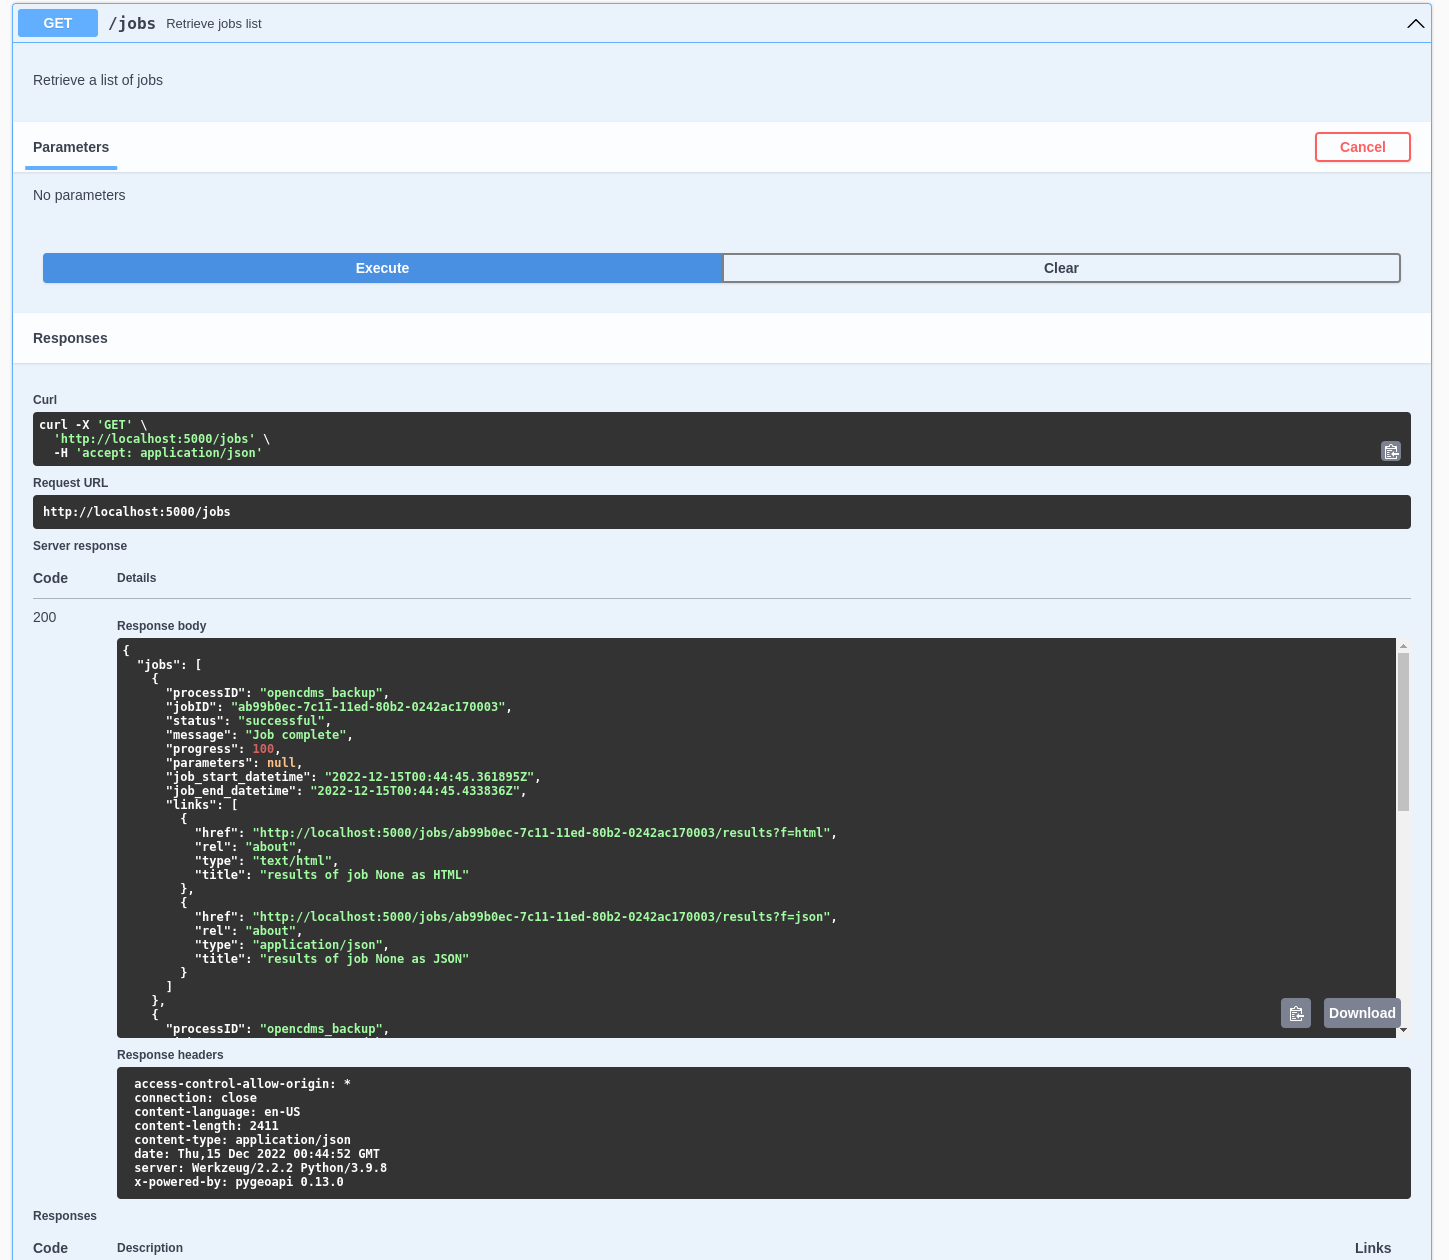 GET /jobs Retrieve jobs list
Retrieve a list of jobs
Parameters
Cancel
No parameters
Execute
Clear
Responses
Curl
curl -X 'GET' \
  'http://localhost:5000/jobs' \
  -H 'accept: application/json'
Request URL
http://localhost:5000/jobs
Server response
Code Details
200
Response body
{
  "jobs": [
    {
      "processID": "opencdms_backup",
      "jobID": "ab99b0ec-7c11-11ed-80b2-0242ac170003",
      "status": "successful",
      "message": "Job complete",
      "progress": 100,
      "parameters": null,
      "job_start_datetime": "2022-12-15T00:44:45.361895Z",
      "job_end_datetime": "2022-12-15T00:44:45.433836Z",
      "links": [
        {
          "href": "http://localhost:5000/jobs/ab99b0ec-7c11-11ed-80b2-0242ac170003/results?f=html",
          "rel": "about",
          "type": "text/html",
          "title": "results of job None as HTML"
        },
        {
          "href": "http://localhost:5000/jobs/ab99b0ec-7c11-11ed-80b2-0242ac170003/results?f=json",
          "rel": "about",
          "type": "application/json",
          "title": "results of job None as JSON"
        }
      ]
    },
    {
      "processID": "opencdms_backup",
Download
Response headers
access-control-allow-origin: *
connection: close
content-language: en-US
content-length: 2411
content-type: application/json
date: Thu,15 Dec 2022 00:44:52 GMT
server: Werkzeug/2.2.2 Python/3.9.8
x-powered-by: pygeoapi 0.13.0
Responses
Code Description Links